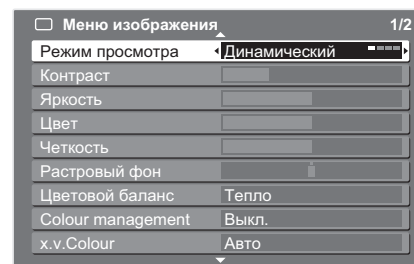 Меню изображения 1/2
Режим просмотра Динамический
Контраст
Яркость
Цвет
Четкость
Растровый фон
Цветовой баланс Тепло
Colour management Выкл.
x.v.Colour Авто